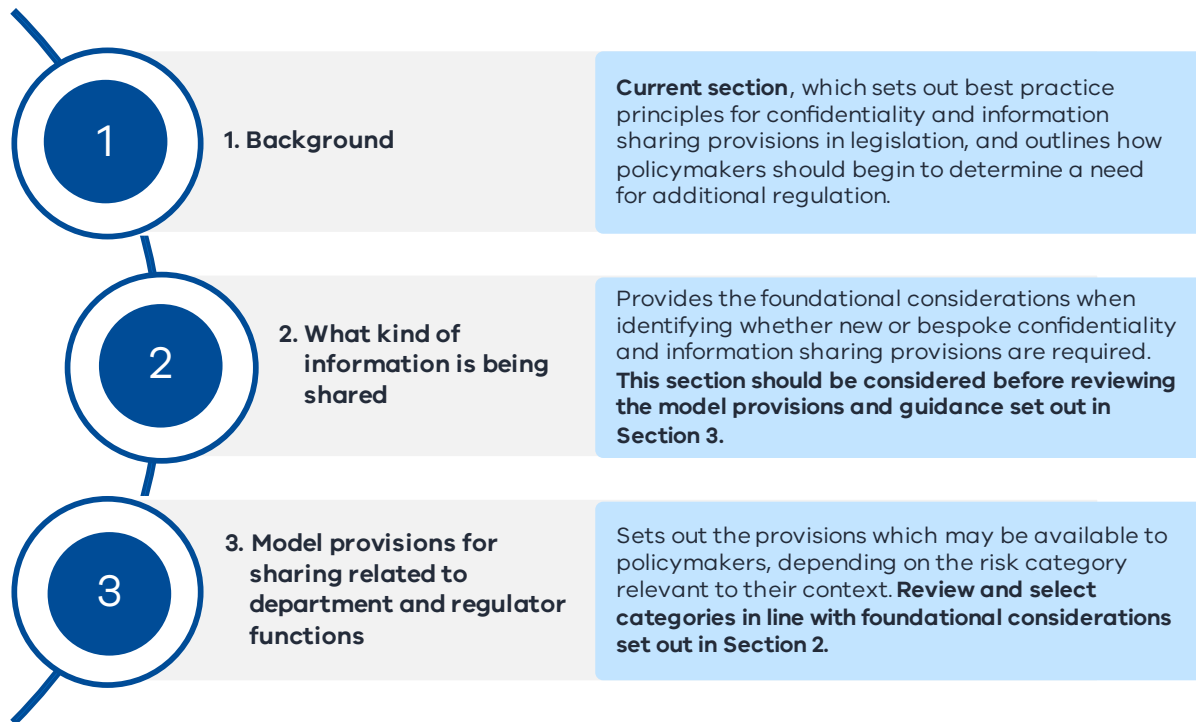 1
1. Background
Current section, which sets out best practice
principles for confidentiality and information
sharing provisions in legislation, and outlines how
policymakers should begin to determine a need
for additional regulation.
2
2. What kind of
information is being
shared
Provides the foundational considerations when
identifying whether new or bespoke confidentiality
and information sharing provisions are required.
This section should be considered before reviewing
the model provisions and guidance set out in
Section 3.
3
3. Model provisions for
sharing related to
department and regulator
functions
Sets out the provisions which may be available to
policymakers, depending on the risk category
relevant to their context. Review and select
categories in line with foundational considerations
set out in Section 2.